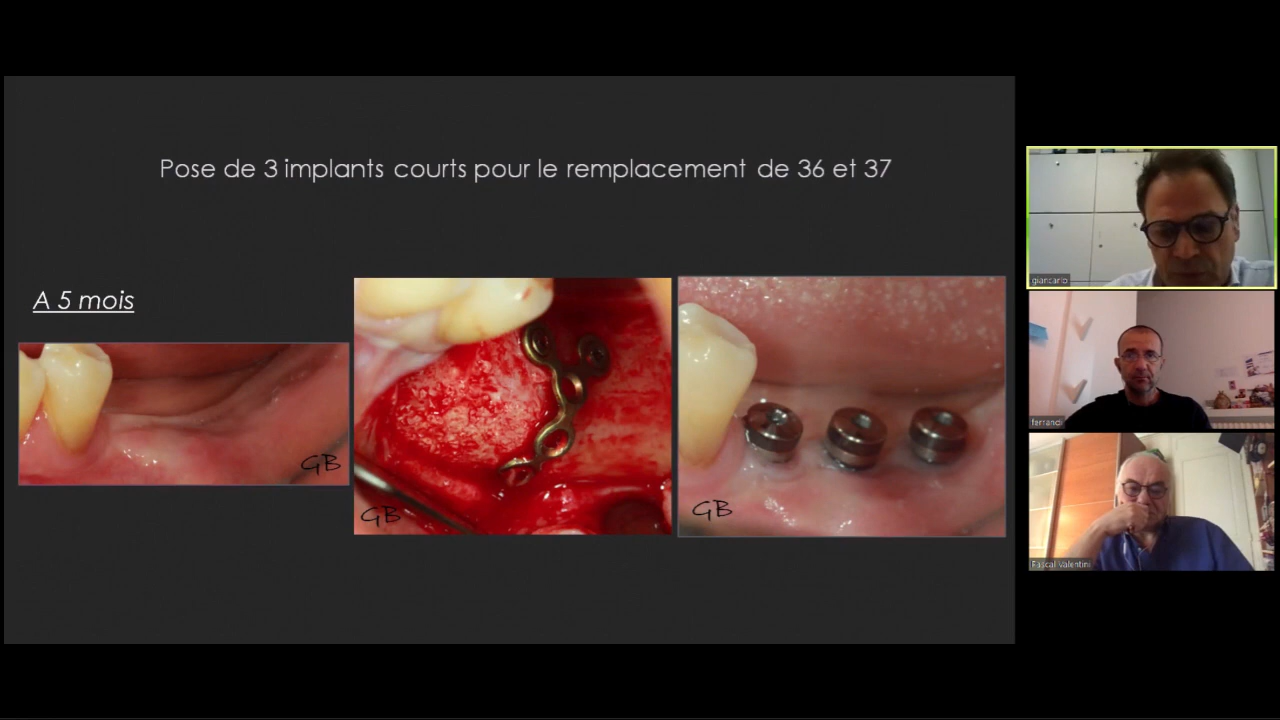 Pose de 3 implants courts pour le remplacement de 36 et 37
A 5 mois
GB
GB
GB
giancarlo
ferrandi
Pascal Valentini